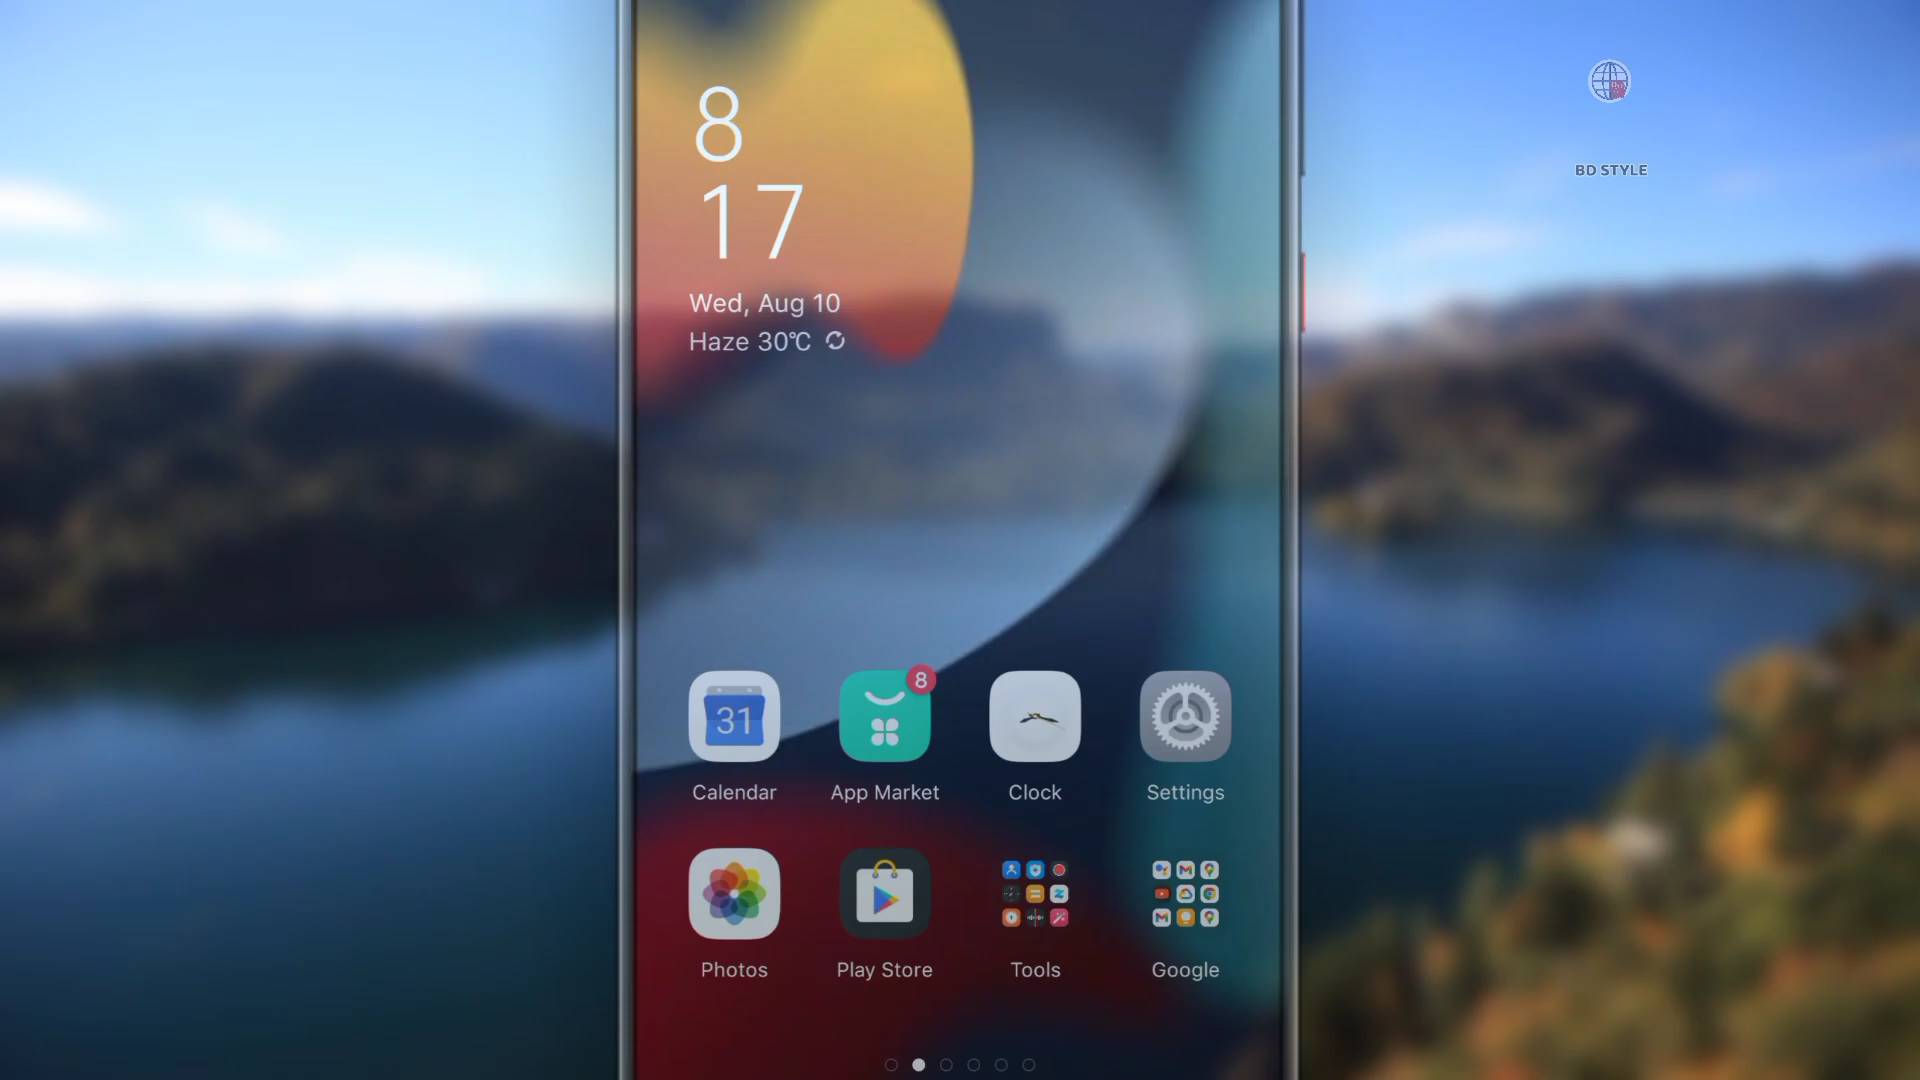 8
17
Wed, Aug 10
Haze 30℃
BD STYLE
31
8
Calendar
App Market
Clock
Settings
Photos
Play Store
Tools
Google